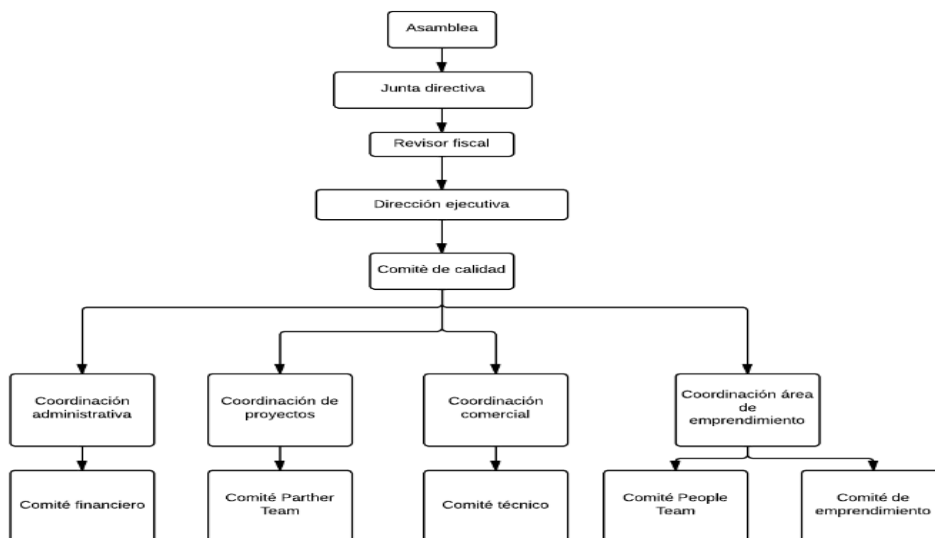 Asamblea
Junta directiva
Revisor fiscal
Dirección ejecutiva
Comitè de calidad
Coordinación
administrativa
Coordinación de
proyectos
Coordinación
comercial
Coordinación área
de
emprendimiento
Comité financiero
Comité Parther
Team
Comité técnico
Comité People
Team
Comité de
emprendimiento